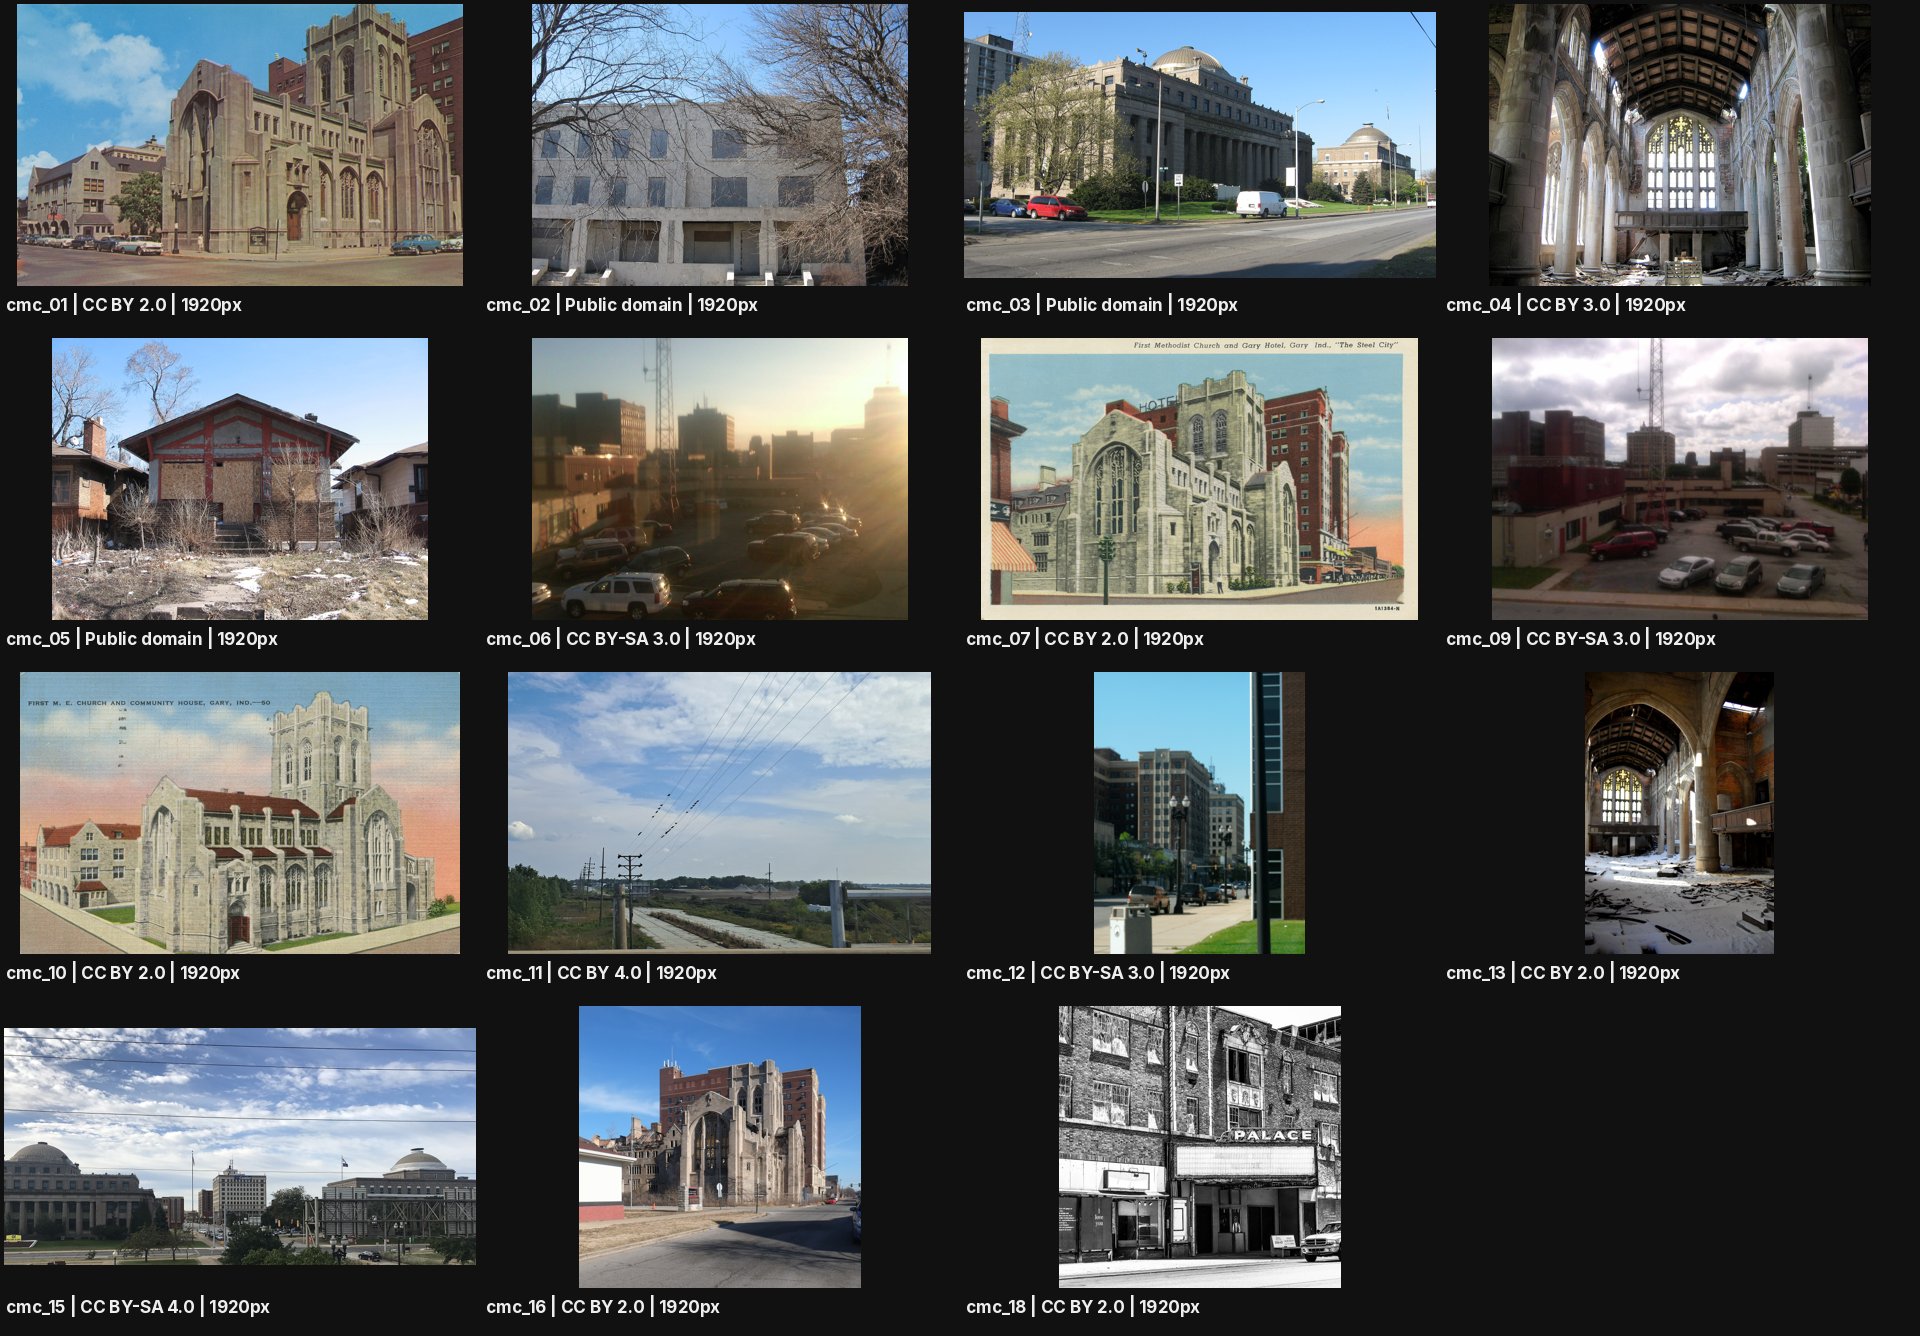 cmc_01 | CC BY 2.0 | 1920px
cmc_02 | Public domain | 1920px
cmc_03 | Public domain | 1920px
cmc_04 | CC BY 3.0 | 1920px
First Methodist Church and Gary Hotel, Gary Ind., "The Steel City"
HOTEL
1A1384-N
cmc_05 | Public domain | 1920px
cmc_06 | CC BY-SA 3.0 | 1920px
cmc_07 | CC BY 2.0 | 1920px
cmc_09 | CC BY-SA 3.0 | 1920px
FIRST M. E. CHURCH AND COMMUNITY HOUSE, GARY, IND.—50
cmc_10 | CC BY 2.0 | 1920px
cmc_11 | CC BY 4.0 | 1920px
cmc_12 | CC BY-SA 3.0 | 1920px
cmc_13 | CC BY 2.0 | 1920px
PALACE
I love you
cmc_15 | CC BY-SA 4.0 | 1920px
cmc_16 | CC BY 2.0 | 1920px
cmc_18 | CC BY 2.0 | 1920px